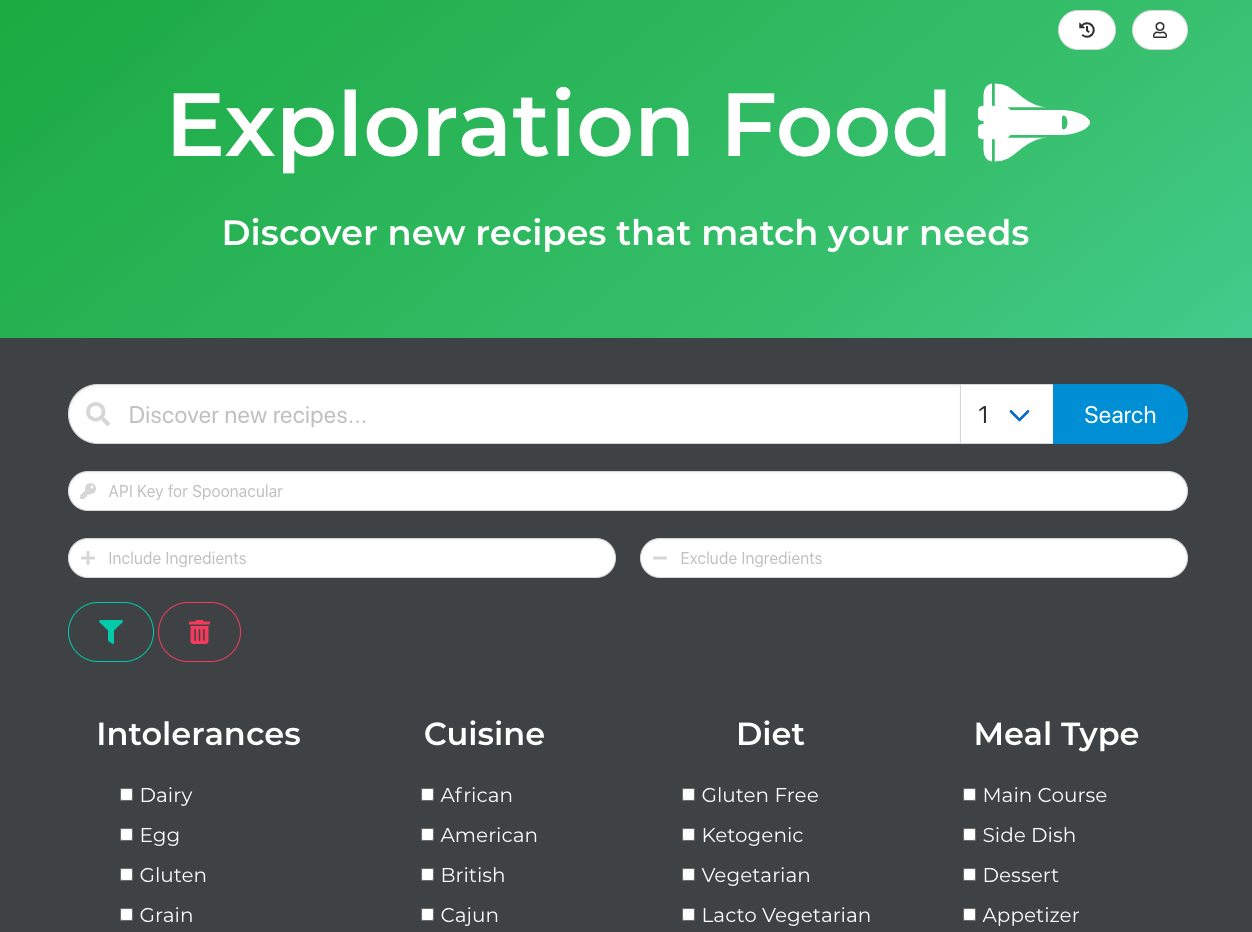 Exploration Food
Discover new recipes that match your needs
Discover new recipes...
1
Search
API Key for Spoonacular
Include Ingredients
Exclude Ingredients
Intolerances
Cuisine
Diet
Meal Type
Dairy
African
Gluten Free
Main Course
Egg
American
Ketogenic
Side Dish
Gluten
British
Vegetarian
Dessert
Grain
Cajun
Lacto Vegetarian
Appetizer